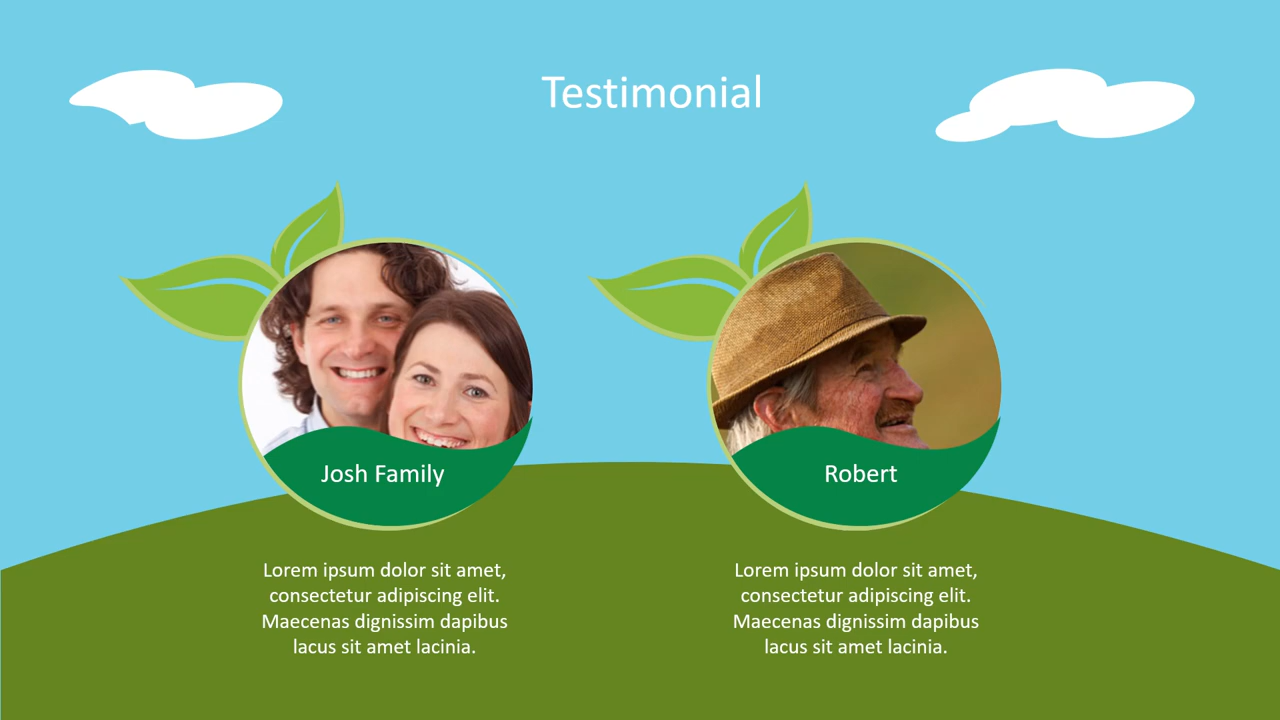 Testimonial
Josh Family
Robert
Lorem ipsum dolor sit amet,
consectetur adipiscing elit.
Maecenas dignissim dapibus
lacus sit amet lacinia.
Lorem ipsum dolor sit amet,
consectetur adipiscing elit.
Maecenas dignissim dapibus
lacus sit amet lacinia.